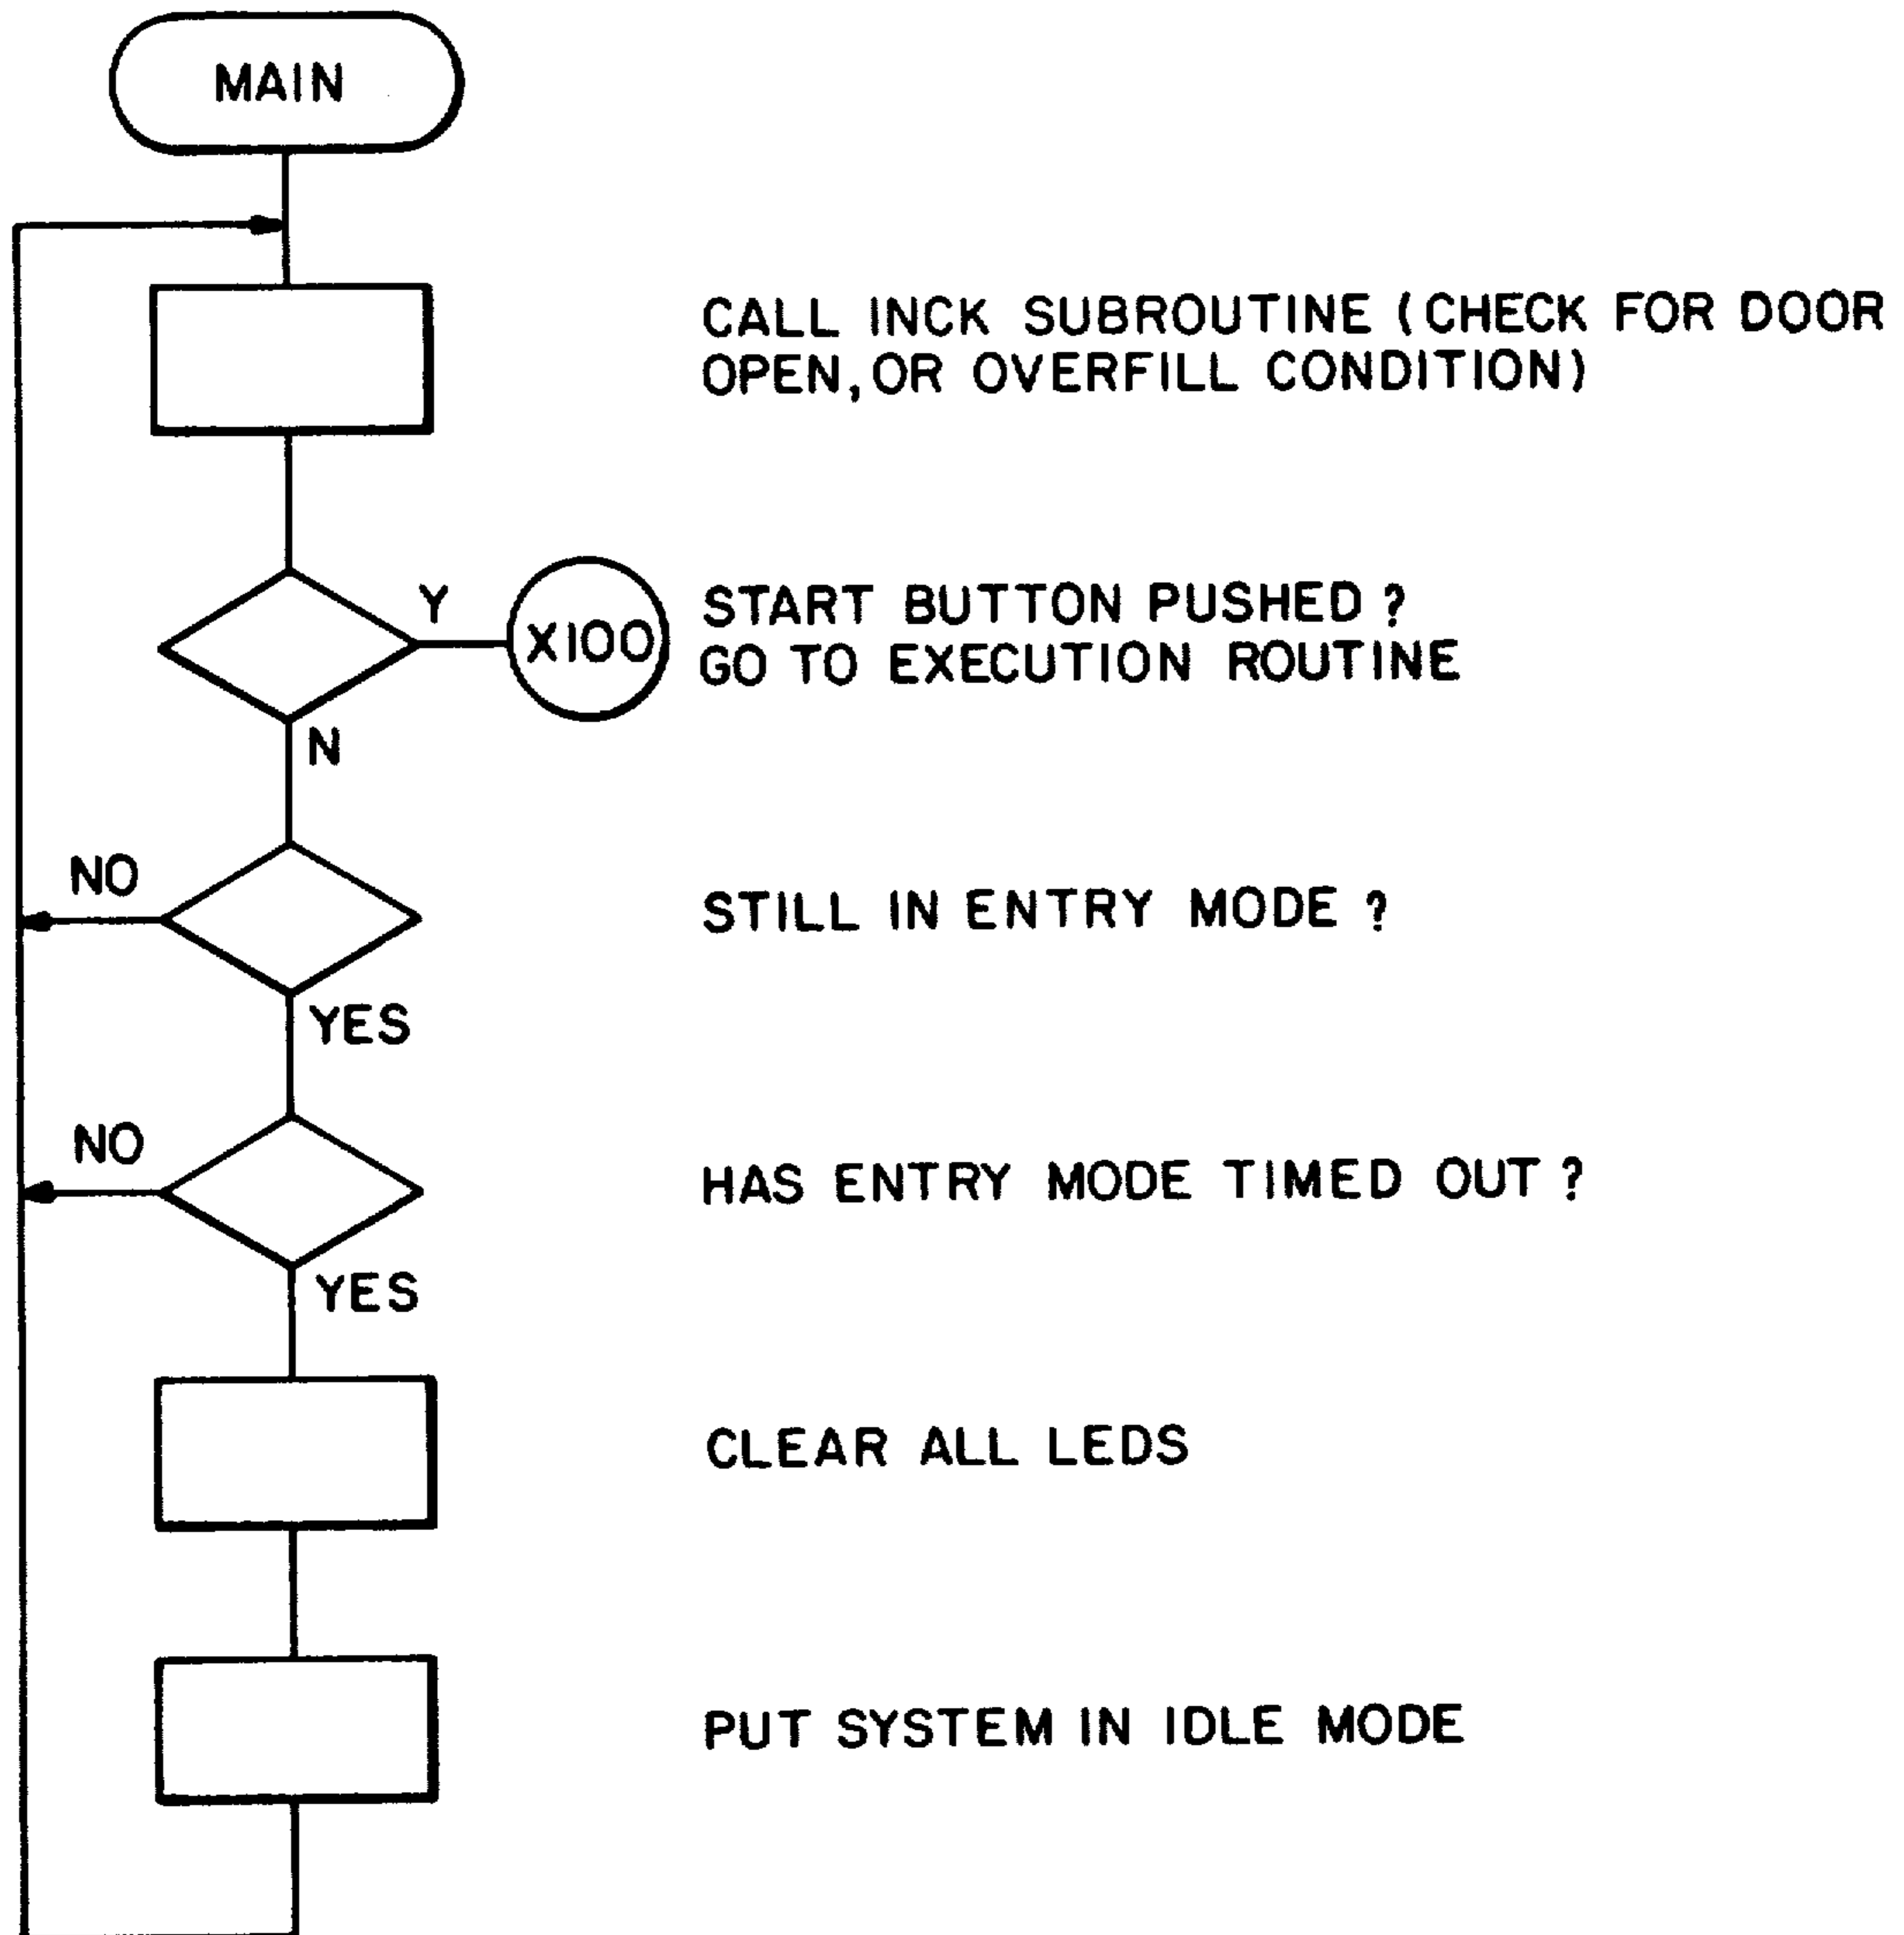 MAIN
CALL INCK SUBROUTINE (CHECK FOR DOOR
OPEN, OR OVERFILL CONDITION)
Y
X100
START BUTTON PUSHED ?
GO TO EXECUTION ROUTINE
N
NO
STILL IN ENTRY MODE ?
YES
NO
HAS ENTRY MODE TIMED OUT ?
YES
CLEAR ALL LEDS
PUT SYSTEM IN IDLE MODE